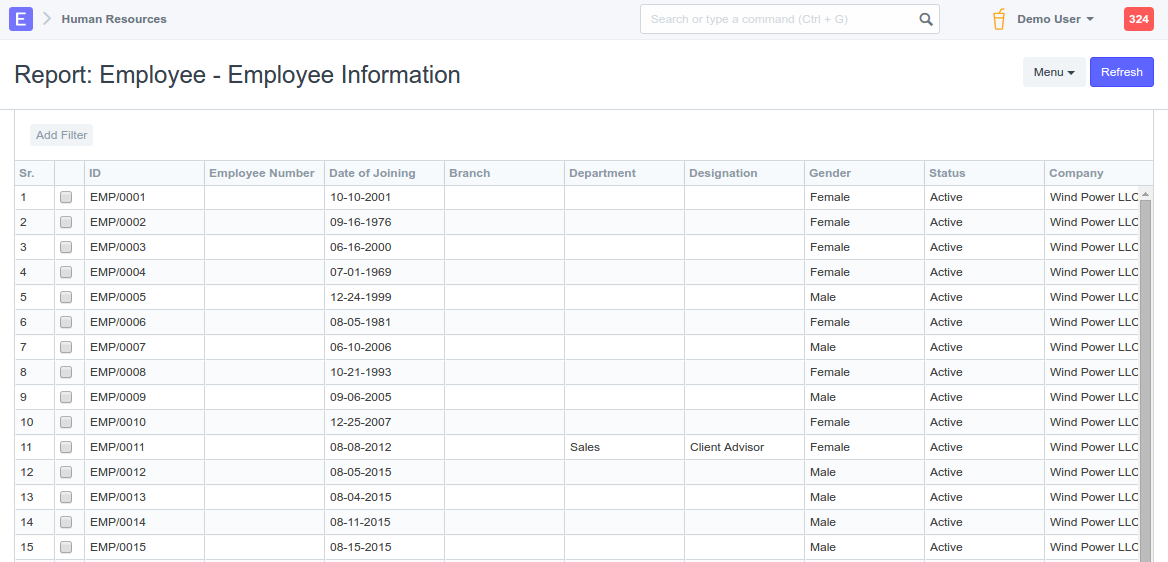 E Human Resources Search or type a command (Ctrl + G) Demo User 324
Report: Employee - Employee Information Menu Refresh
Add Filter
Sr. ID Employee Number Date of Joining Branch Department Designation Gender Status Company
1 EMP/0001 10-10-2001 Female Active Wind Power LLC
2 EMP/0002 09-16-1976 Female Active Wind Power LLC
3 EMP/0003 06-16-2000 Female Active Wind Power LLC
4 EMP/0004 07-01-1969 Female Active Wind Power LLC
5 EMP/0005 12-24-1999 Male Active Wind Power LLC
6 EMP/0006 08-05-1981 Female Active Wind Power LLC
7 EMP/0007 06-10-2006 Male Active Wind Power LLC
8 EMP/0008 10-21-1993 Female Active Wind Power LLC
9 EMP/0009 09-06-2005 Male Active Wind Power LLC
10 EMP/0010 12-25-2007 Female Active Wind Power LLC
11 EMP/0011 08-08-2012 Sales Client Advisor Female Active Wind Power LLC
12 EMP/0012 08-05-2015 Male Active Wind Power LLC
13 EMP/0013 08-04-2015 Male Active Wind Power LLC
14 EMP/0014 08-11-2015 Male Active Wind Power LLC
15 EMP/0015 08-15-2015 Male Active Wind Power LLC